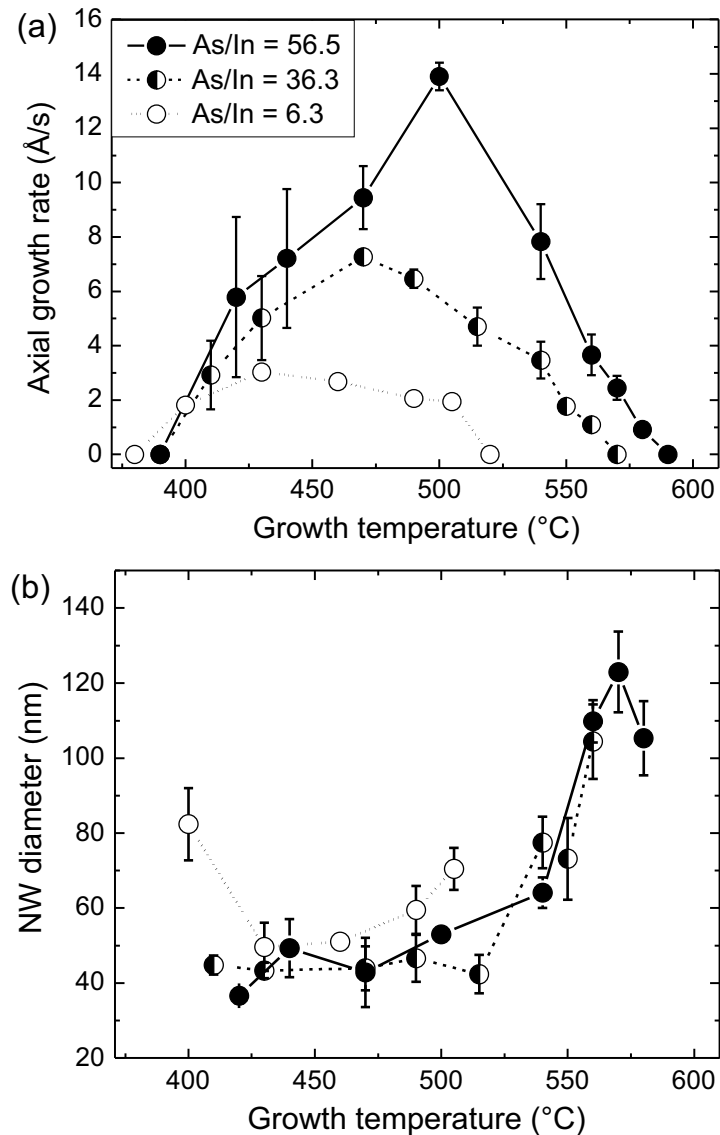 (a)
As/In = 56.5
As/In = 36.3
As/In = 6.3
16
14
12
10
8
6
4
2
0
Axial growth rate (Å/s)
400 450 500 550 600
Growth temperature (°C)
(b)
140
120
100
80
60
40
20
NW diameter (nm)
400 450 500 550 600
Growth temperature (°C)